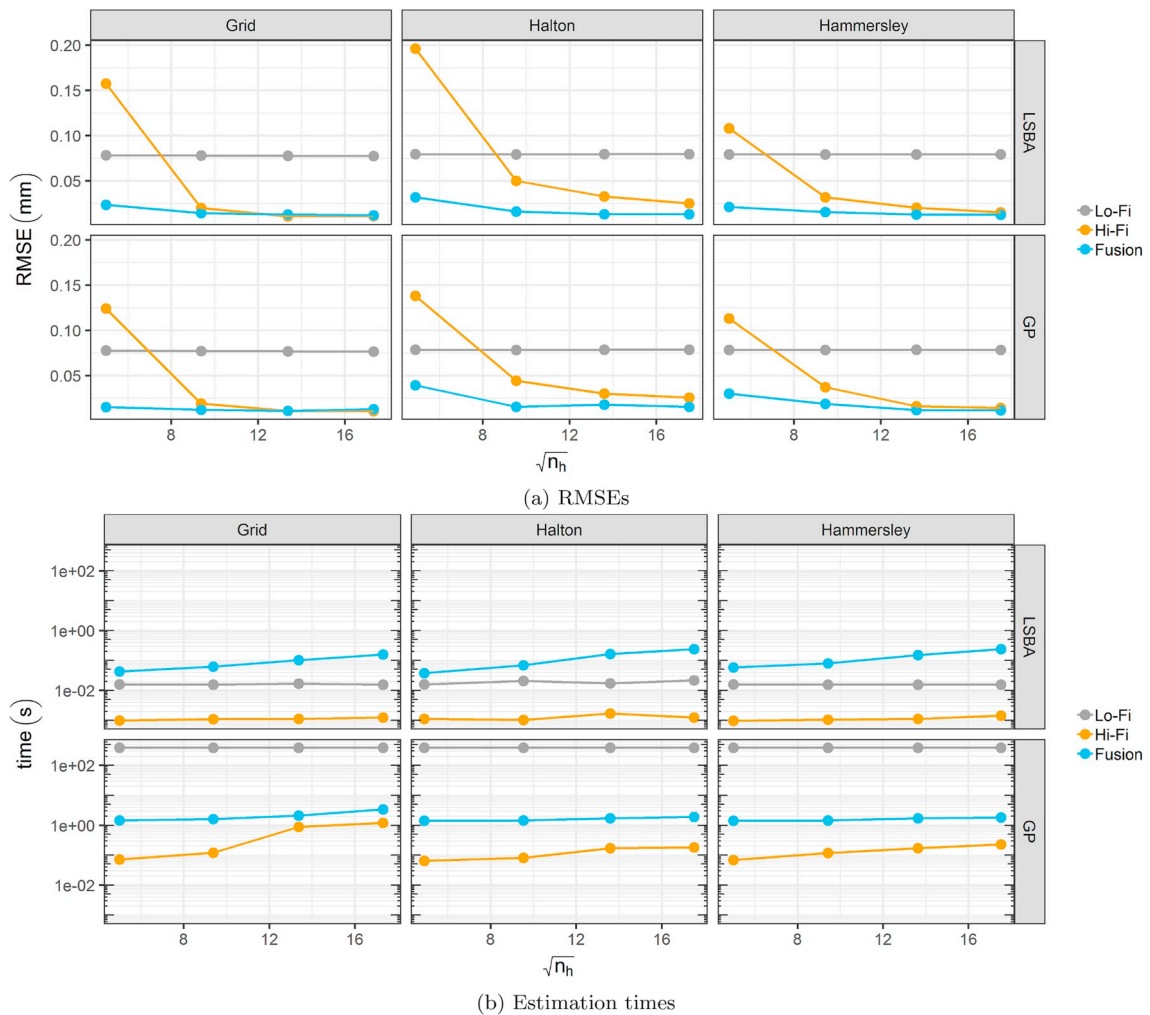 Grid Halton Hammersley
0.20
0.15
0.10
0.05
LSBA
RMSE (mm)
0.20
0.15
0.10
0.05
GP
Lo-Fi
Hi-Fi
Fusion
8 12 16 8 12 16 8 12 16
√n_h
(a) RMSEs
Grid Halton Hammersley
1e+02
1e+00
1e-02
LSBA
time (s)
1e+02
1e+00
1e-02
GP
Lo-Fi
Hi-Fi
Fusion
8 12 16 8 12 16 8 12 16
√n_h
(b) Estimation times